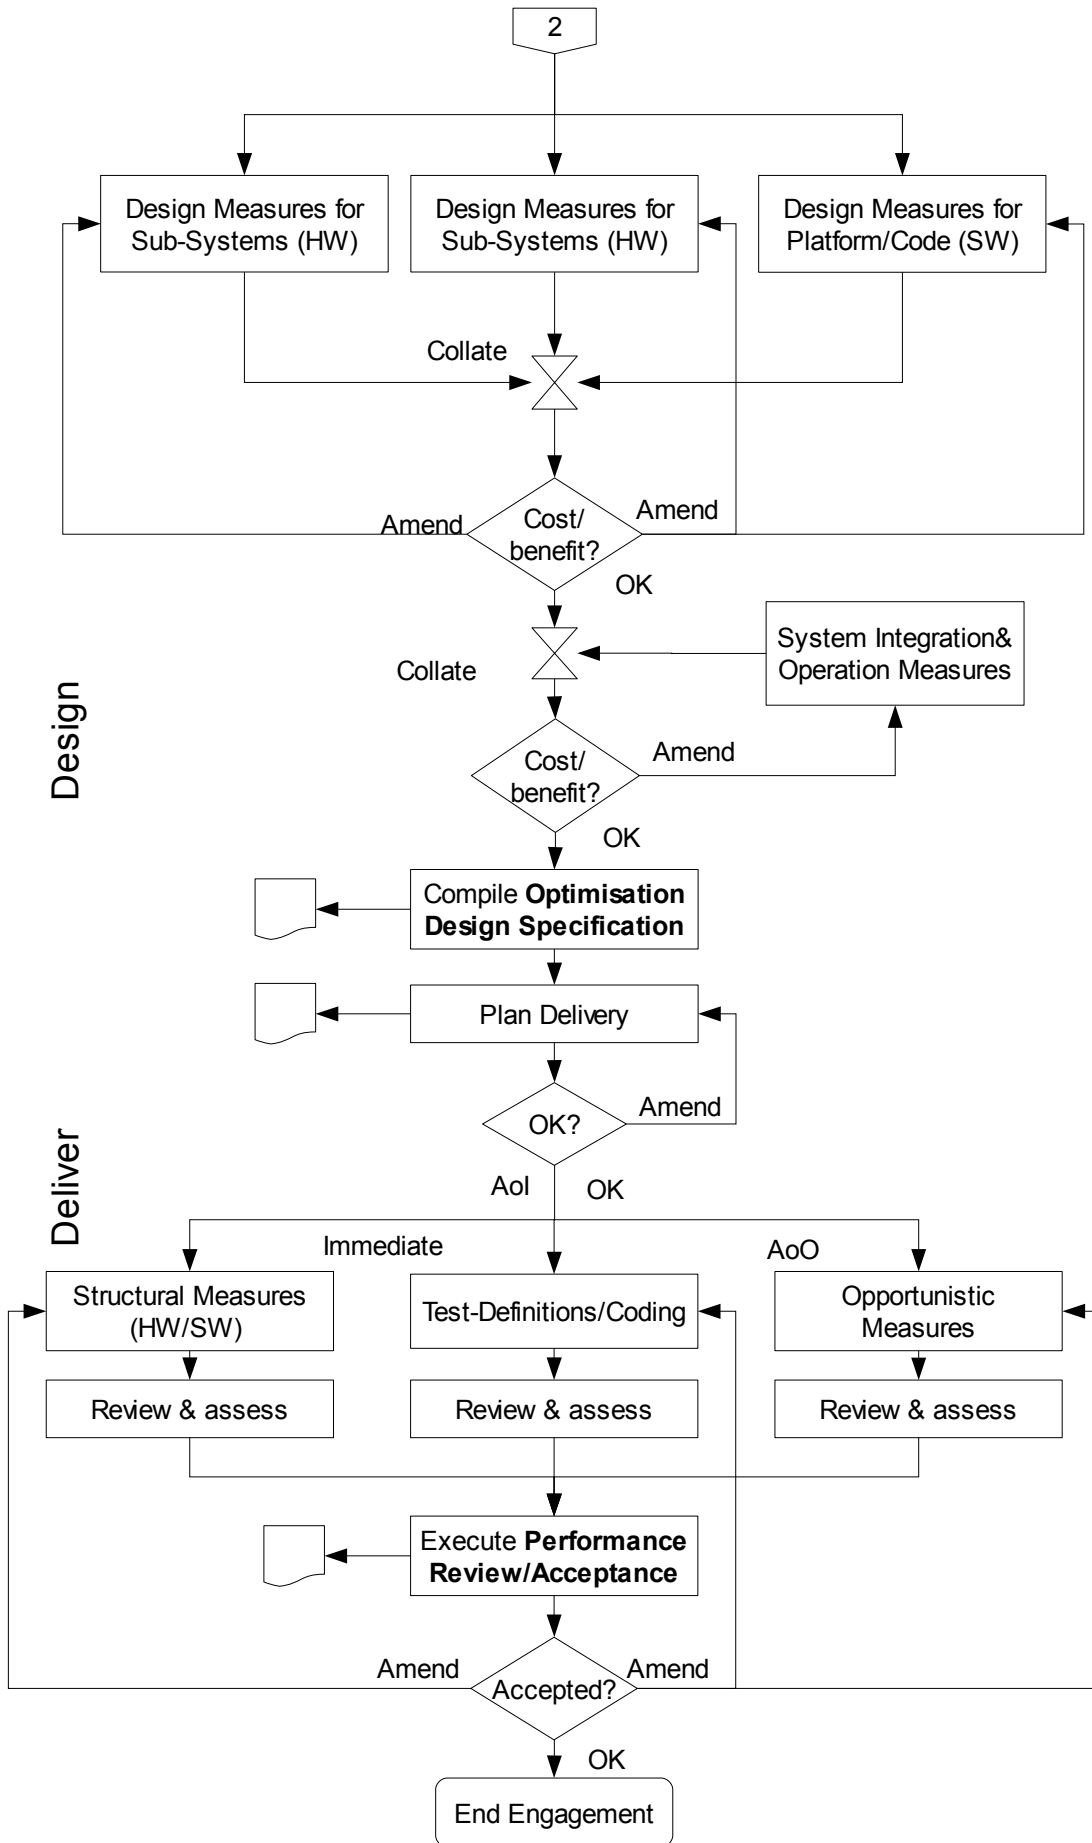 2
Design Measures for
Sub-Systems (HW)
Design Measures for
Sub-Systems (HW)
Design Measures for
Platform/Code (SW)
Collate
Amend
Cost/
benefit?
Amend
OK
System Integration&
Operation Measures
Collate
Design
Cost/
benefit?
Amend
OK
Compile Optimisation
Design Specification
Plan Delivery
OK?
Amend
Deliver
AoI
OK
Immediate
AoO
Structural Measures
(HW/SW)
Test-Definitions/Coding
Opportunistic
Measures
Review & assess
Review & assess
Review & assess
Execute Performance
Review/Acceptance
Amend
Accepted?
Amend
OK
End Engagement